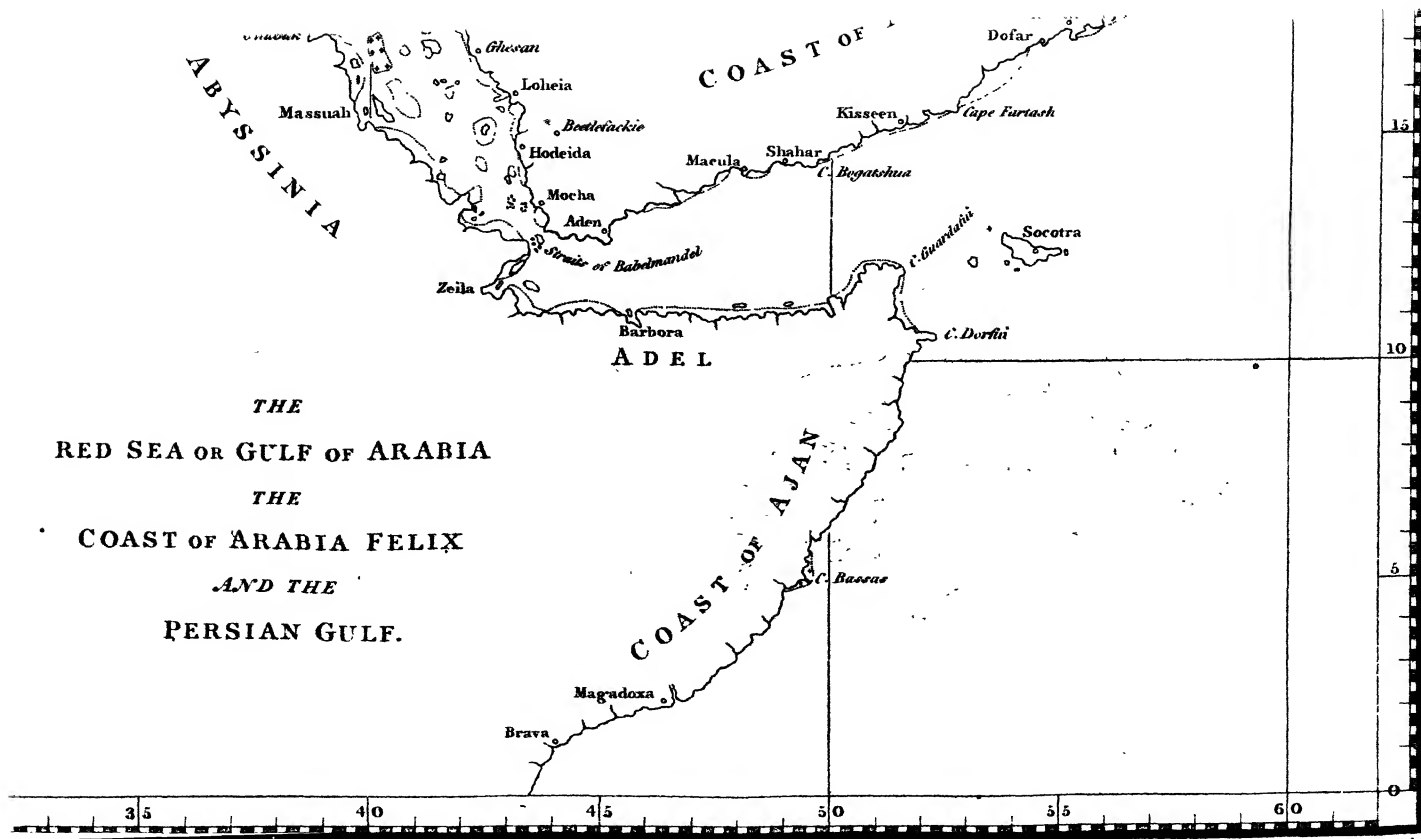 COAST OF
Dofar
Ghesan
ABYSSINIA
Loheia
Massuah
Kisseen
Cape Fartash
15
Beetlefackie
Hodeida
Shahar
Macula
C. Bogatshua
Mocha
Aden
C. Guardafui
Socotra
Straits of Babelmandel
Zeila
Barbora
C. Dorfui
ADEL
10
THE
RED SEA OR GULF OF ARABIA
THE
COAST OF ARABIA FELIX
AND THE
PERSIAN GULF.
COAST OF AJAN
5
C. Bassas
Magadoxa
Brava
0
35 40 45 50 55 60